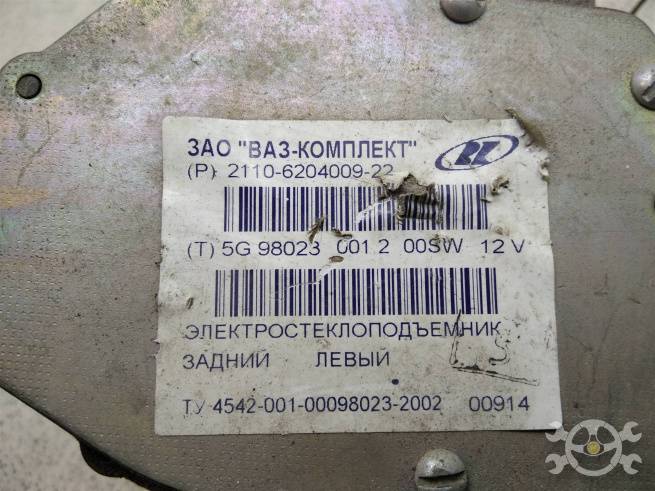 ЗАО "ВАЗ-КОМПЛЕКТ"
(P) 2110-6204009-22
(T) 5G 98023 001 2 00SW 12 V
ЭЛЕКТРОСТЕКЛОПОДЪЕМНИК
ЗАДНИЙ ЛЕВЫЙ
ТУ 4542-001-00098023-2002 00914